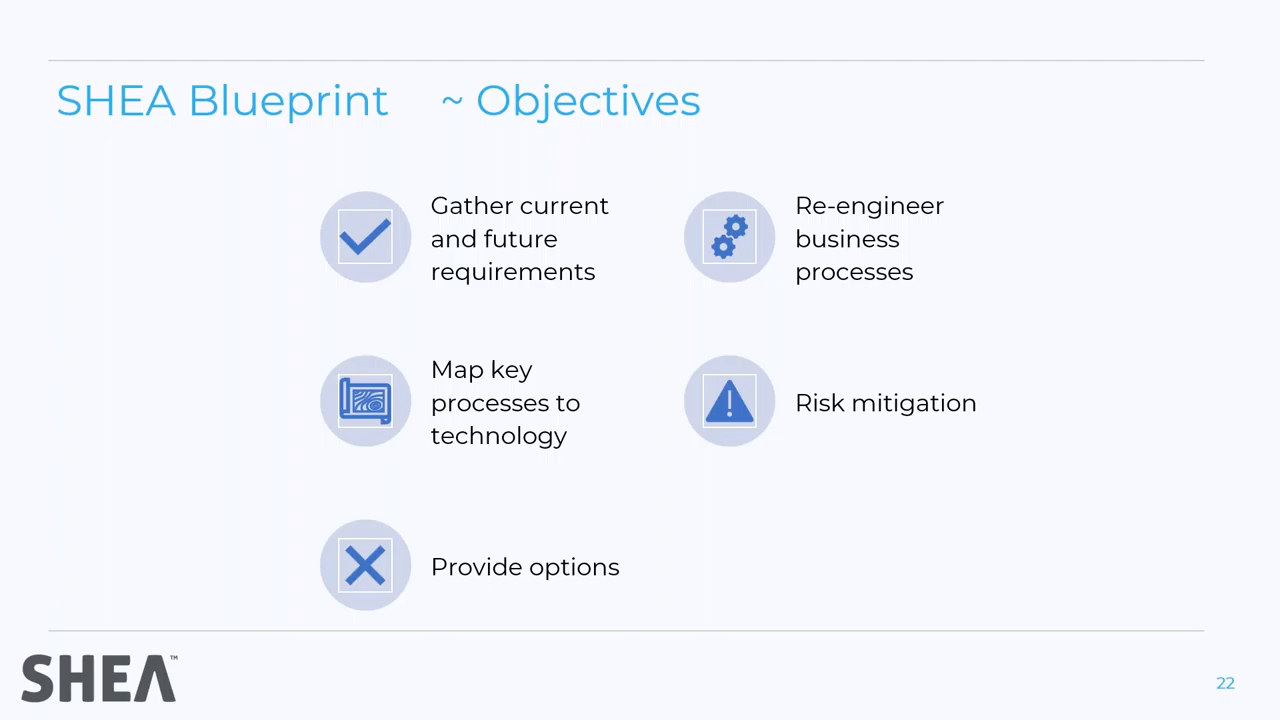 SHEA Blueprint ~ Objectives
Gather current
and future
requirements
Re-engineer
business
processes
Map key
processes to
technology
Risk mitigation
Provide options
SHEA™
22